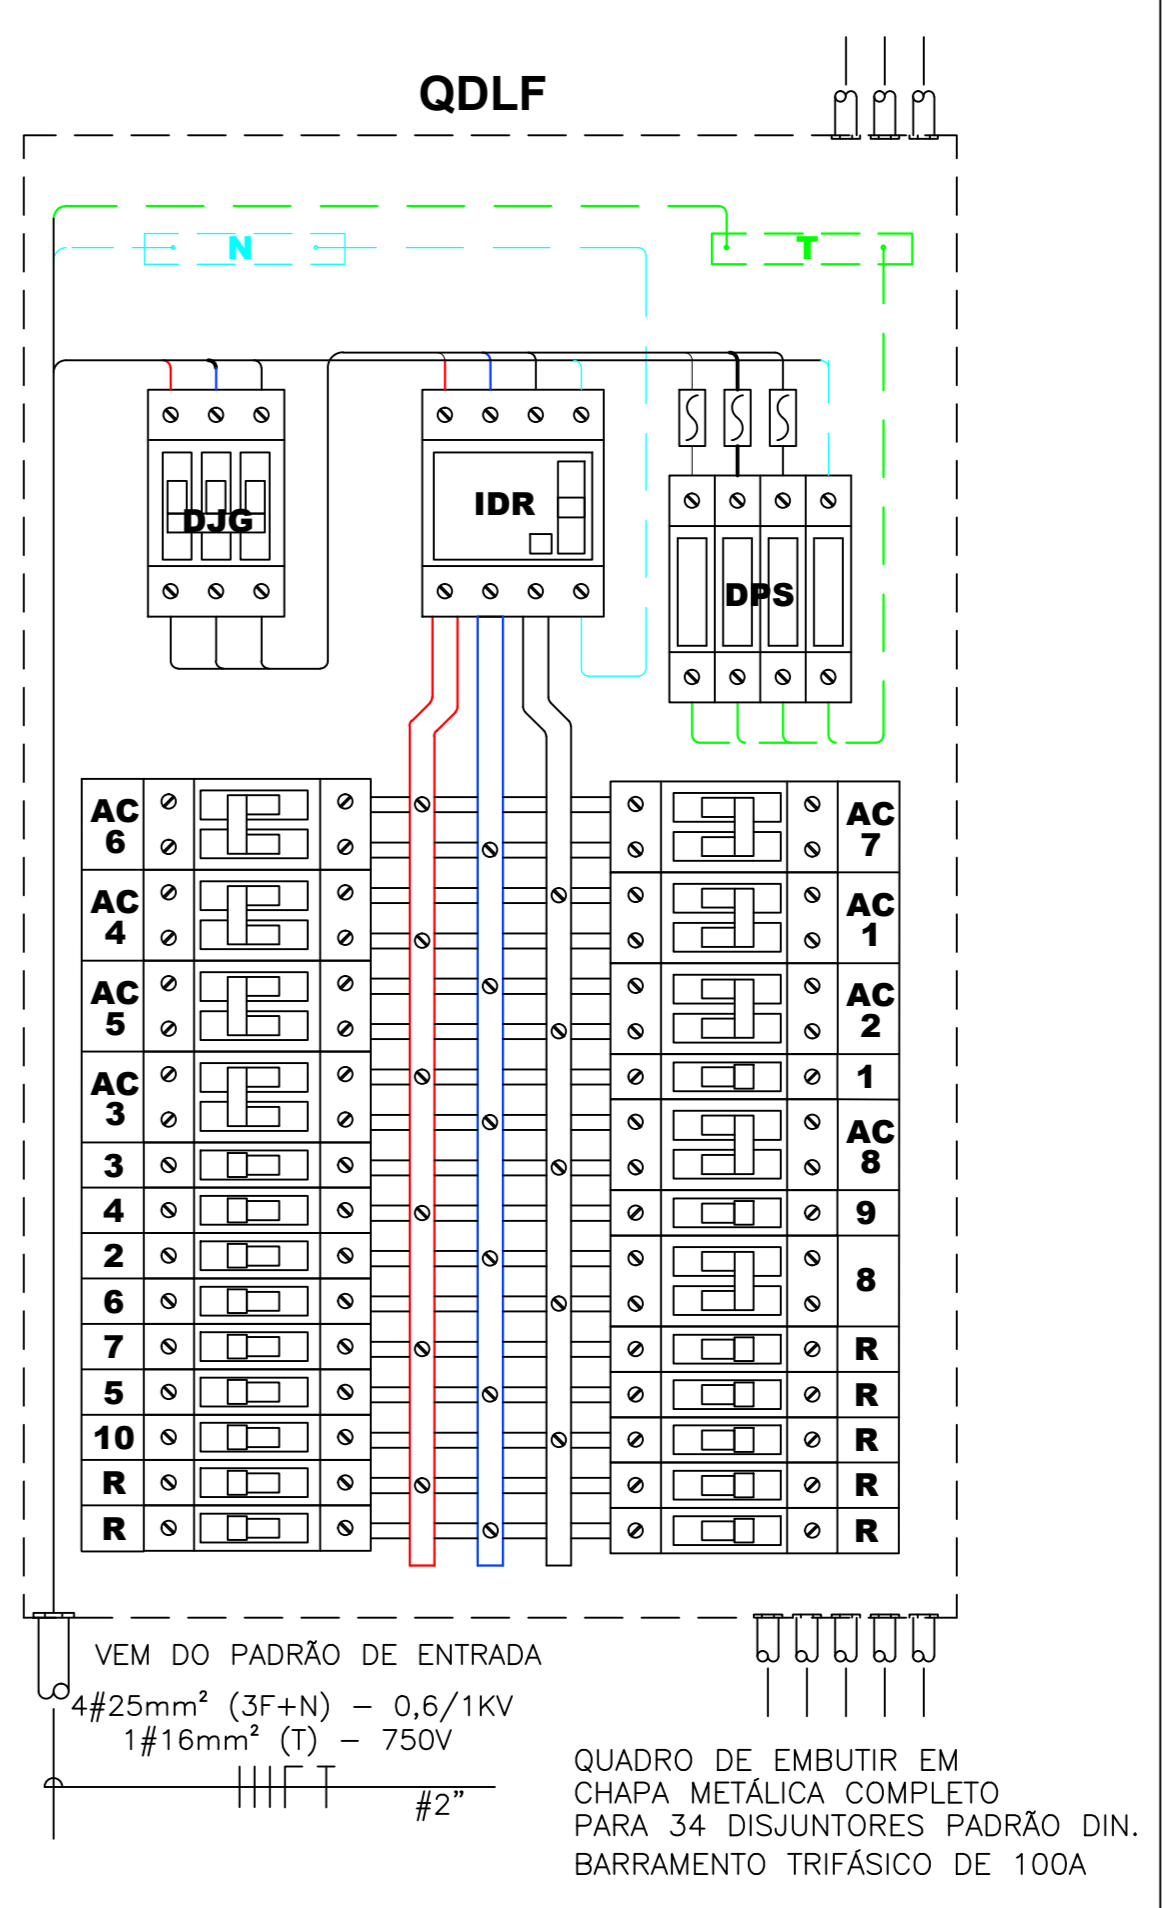 QDLF
N
T
DJG
IDR
DPS
AC
6
AC
4
AC
5
AC
3
3
4
2
6
7
5
10
R
R
AC
7
AC
1
AC
2
1
AC
8
9
8
R
R
R
R
R
VEM DO PADRÃO DE ENTRADA
4#25mm² (3F+N) – 0,6/1KV
1#16mm² (T) – 750V
#2”
QUADRO DE EMBUTIR EM
CHAPA METÁLICA COMPLETO
PARA 34 DISJUNTORES PADRÃO DIN.
BARRAMENTO TRIFÁSICO DE 100A